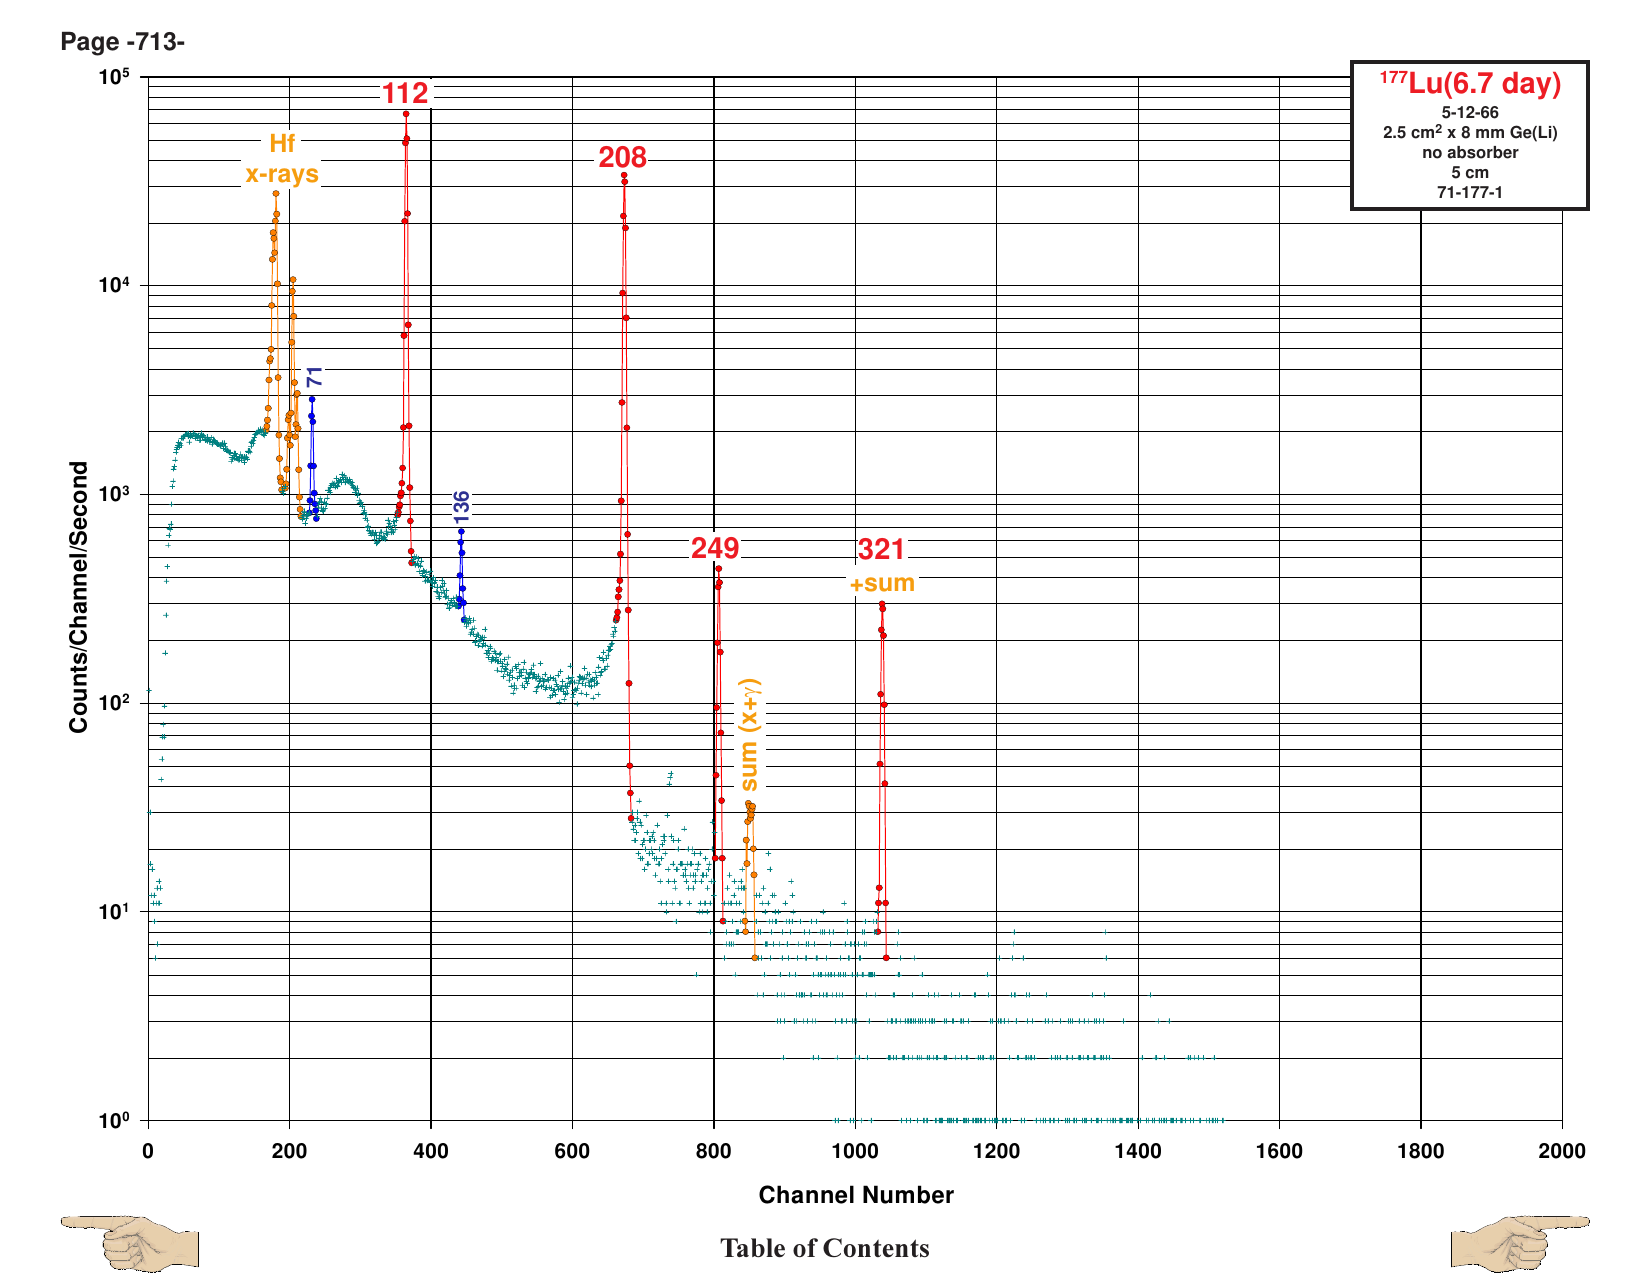 Page -713-
¹⁷⁷Lu(6.7 day)
5-12-66
2.5 cm² x 8 mm Ge(Li)
no absorber
5 cm
71-177-1
10⁵
10⁴
10³
10²
10¹
10⁰
Counts/Channel/Second
Hf
x-rays
71
112
136
208
249
sum (x+γ)
321
+sum
0 200 400 600 800 1000 1200 1400 1600 1800 2000
Channel Number
Table of Contents